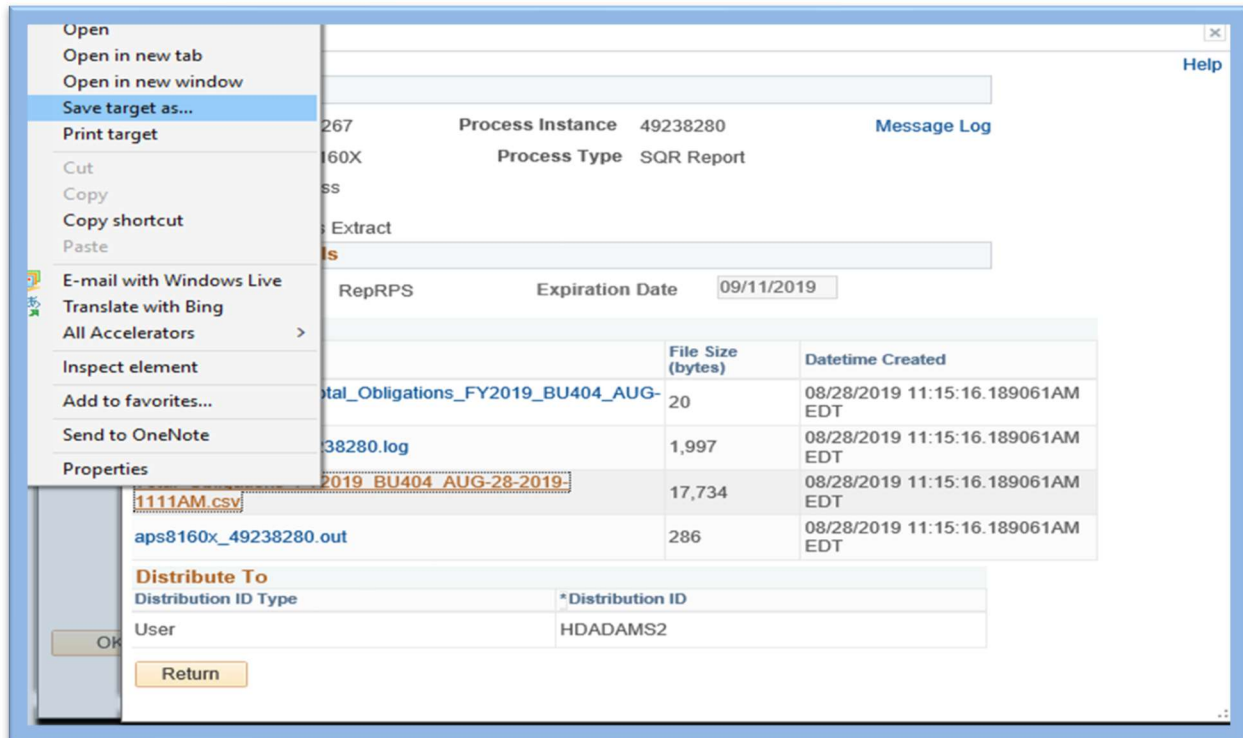 Open
Open in new tab
Open in new window
Save target as...
Print target
Cut
Copy
Copy shortcut
Paste
E-mail with Windows Live
Translate with Bing
All Accelerators >
Inspect element
Add to favorites...
Send to OneNote
Properties
Help
267 Process Instance 49238280 Message Log
160X Process Type SQR Report
ss
s Extract
ls
RepRPS Expiration Date 09/11/2019
File Size (bytes) Datetime Created
otal_Obligations_FY2019_BU404_AUG- 20 08/28/2019 11:15:16.189061AM EDT
38280.log 1,997 08/28/2019 11:15:16.189061AM EDT
2019_BU404_AUG-28-2019-
1111AM.csv 17,734 08/28/2019 11:15:16.189061AM EDT
aps8160x_49238280.out 286 08/28/2019 11:15:16.189061AM EDT
Distribute To
Distribution ID Type *Distribution ID
User HDADAMS2
OK
Return